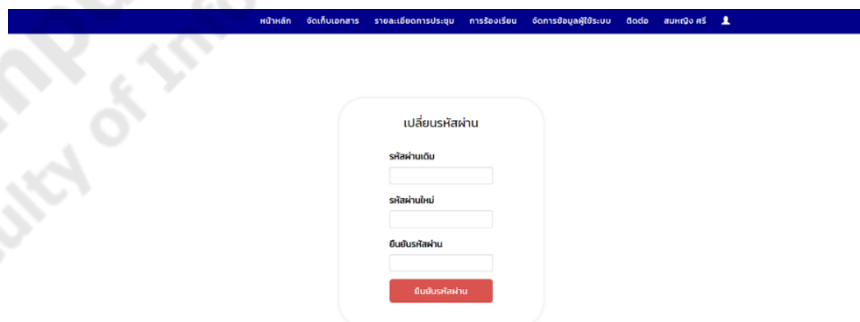 หน้าหลัก จัดเก็บเอกสาร รายละเอียดการประชุม การร้องเรียน จัดการข้อมูลผู้ใช้ระบบ ติดต่อ สมหญิง ศรี
เปลี่ยนรหัสผ่าน
รหัสผ่านเดิม
รหัสผ่านใหม่
ยืนยันรหัสผ่าน
ยืนยันรหัสผ่าน
ulty of Info
mpu